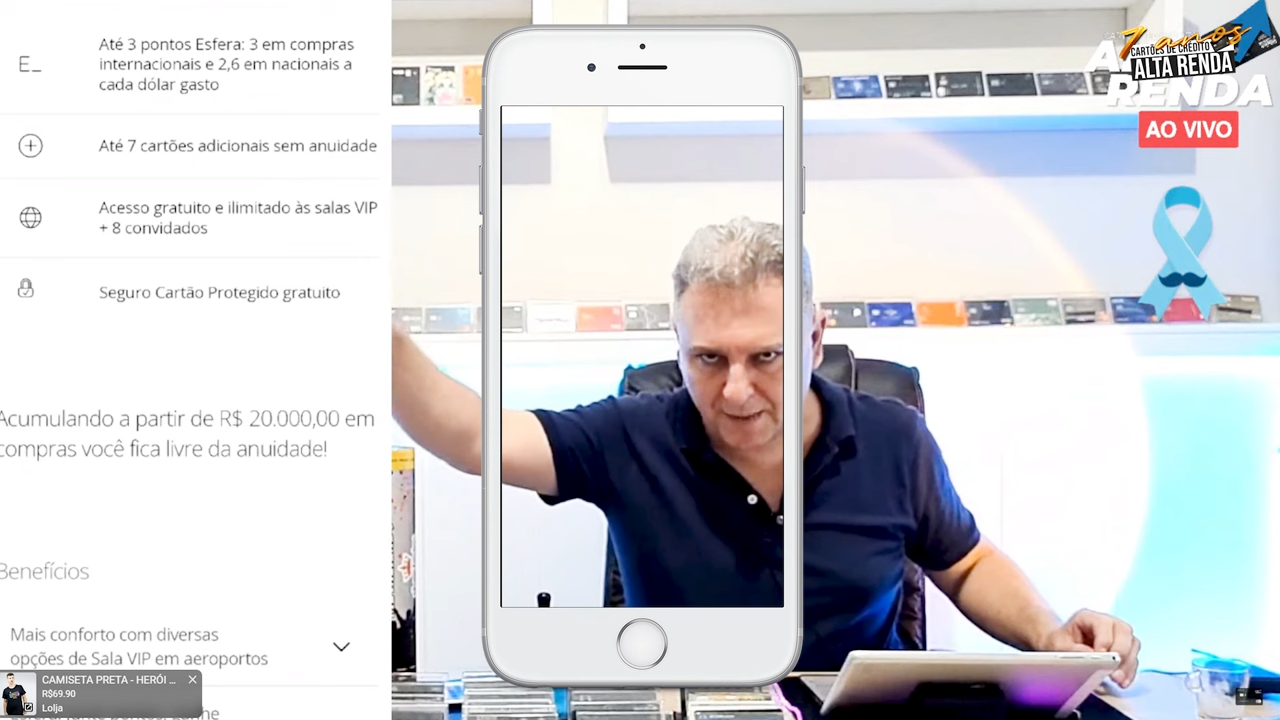 E_
Até 3 pontos Esfera: 3 em compras
internacionais e 2,6 em nacionais a
cada dólar gasto
Até 7 cartões adicionais sem anuidade
Acesso gratuito e ilimitado às salas VIP
+ 8 convidados
Seguro Cartão Protegido gratuito
Acumulando a partir de R$ 20.000,00 em
compras você fica livre da anuidade!
Benefícios
Mais conforto com diversas
opções de Sala VIP em aeroportos
CAMISETA PRETA - HERÓI ...
R$69.90
Lojja
7 anos
CARTÕES DE CRÉDITO
ALTA RENDA
RENDA
AO VIVO